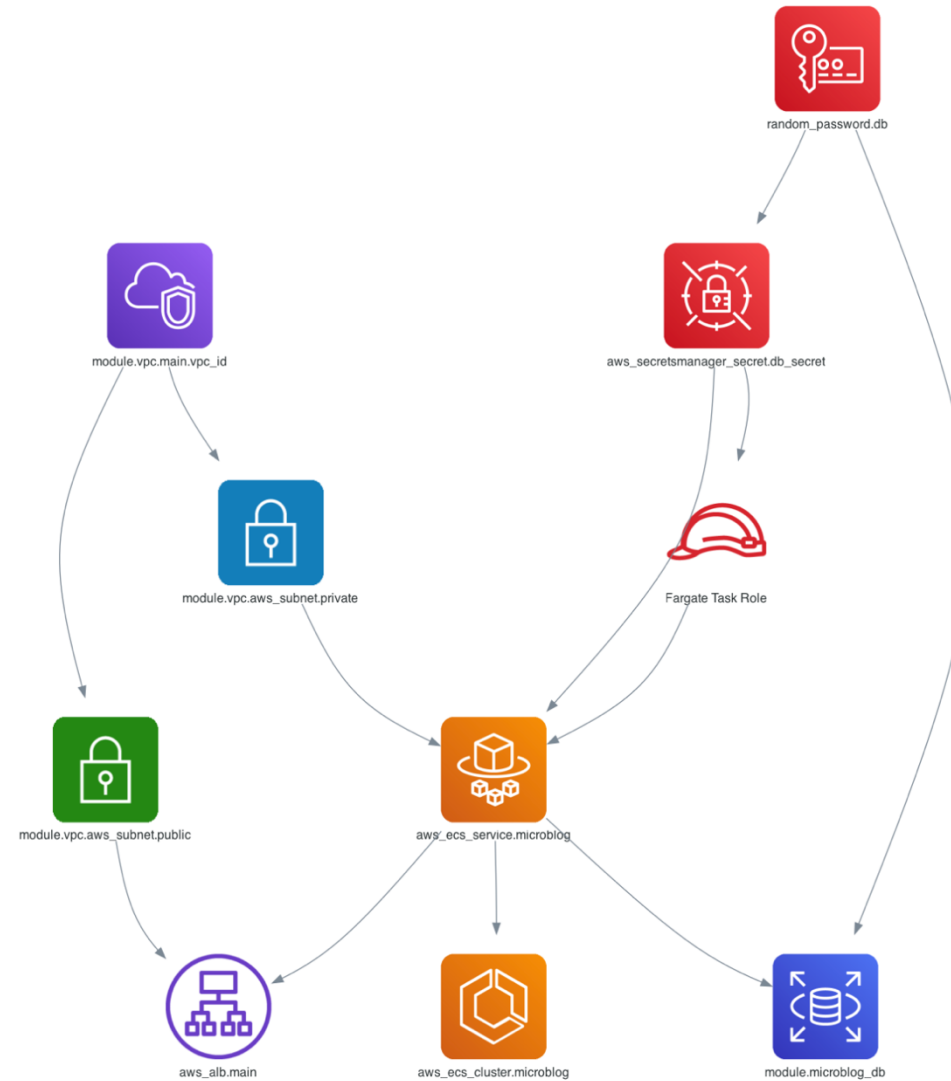 random_password.db
module.vpc.main.vpc_id
aws_secretsmanager_secret.db_secret
module.vpc.aws_subnet.private
Fargate Task Role
module.vpc.aws_subnet.public
aws_ecs_service.microblog
aws_alb.main
aws_ecs_cluster.microblog
module.microblog_db